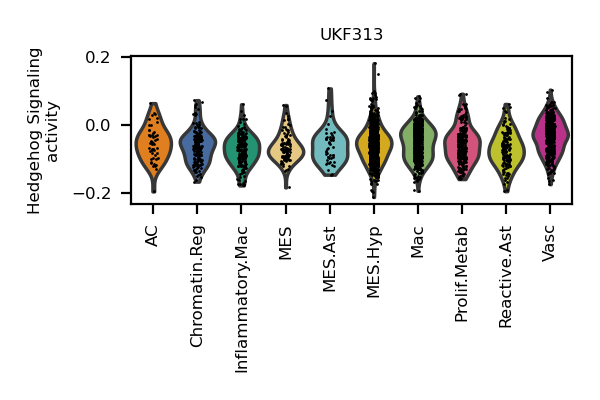 UKF313
Hedgehog Signaling
activity
0.2
0.0
−0.2
AC
Chromatin.Reg
Inflammatory.Mac
MES
MES.Ast
MES.Hyp
Mac
Prolif.Metab
Reactive.Ast
Vasc